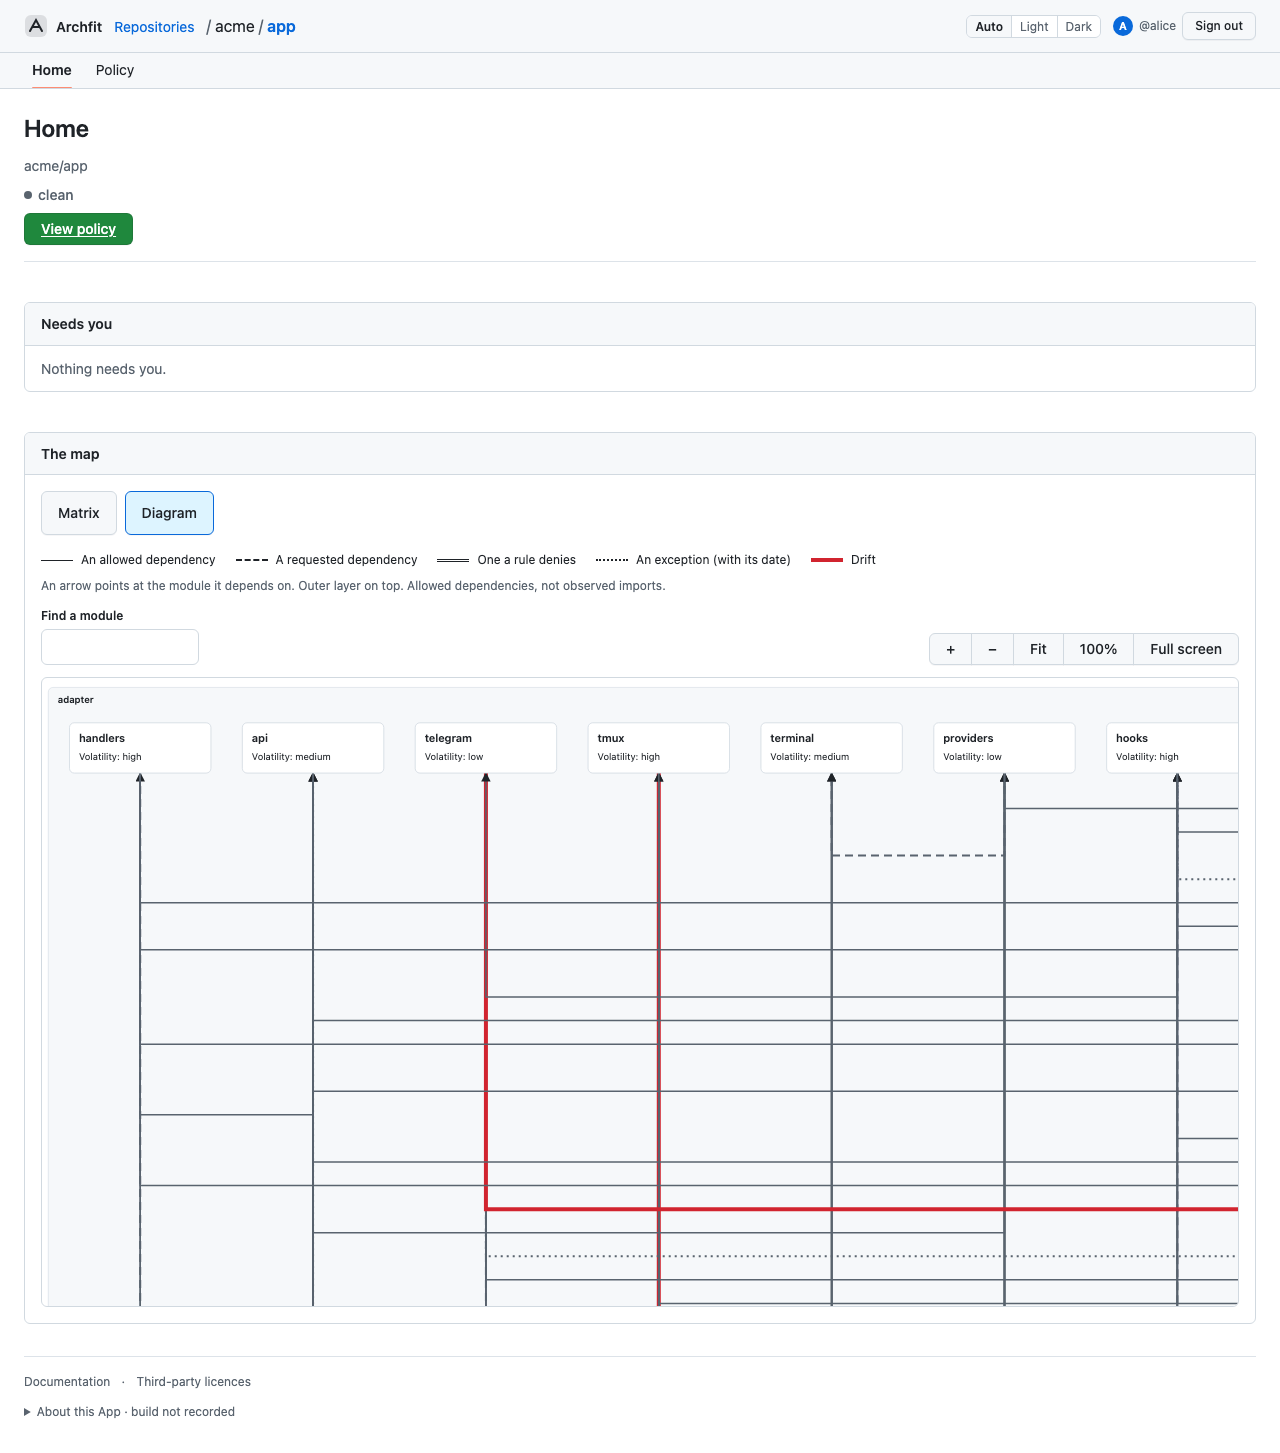 Archfit Repositories / acme / app Auto Light Dark A @alice Sign out
Home Policy
Home
acme/app
clean
View policy
Needs you
Nothing needs you.
The map
Matrix Diagram
An allowed dependency A requested dependency One a rule denies An exception (with its date) Drift
An arrow points at the module it depends on. Outer layer on top. Allowed dependencies, not observed imports.
Find a module
+ − Fit 100% Full screen
adapter
handlers api telegram tmux terminal providers hooks
Volatility: high Volatility: medium Volatility: low Volatility: high Volatility: medium Volatility: low Volatility: high
Documentation · Third-party licences
About this App · build not recorded